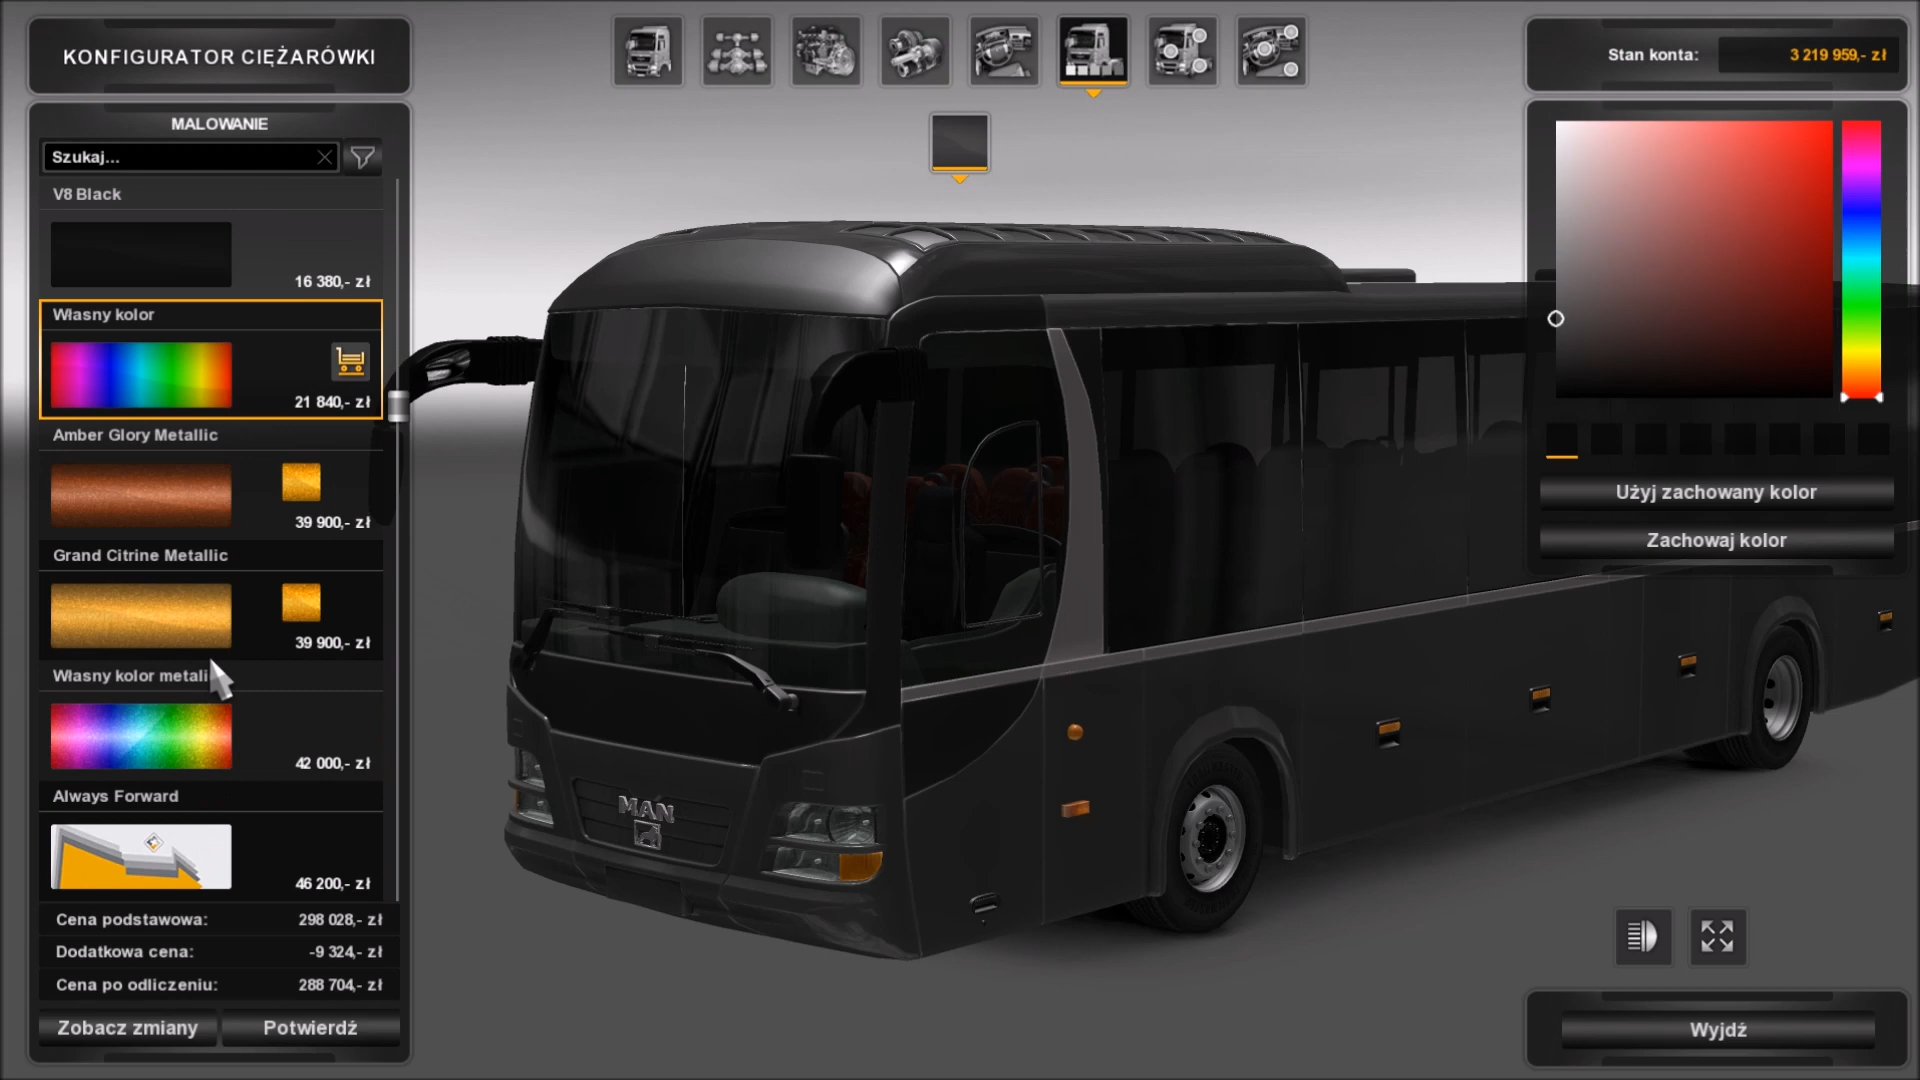 KONFIGURATOR CIĘŻARÓWKI
Stan konta:
3 219 959,- zł
MALOWANIE
Szukaj...
V8 Black
16 380,- zł
Własny kolor
21 840,- zł
Amber Glory Metallic
39 900,- zł
Grand Citrine Metallic
39 900,- zł
Własny kolor metali
42 000,- zł
Always Forward
46 200,- zł
Cena podstawowa:
298 028,- zł
Dodatkowa cena:
-9 324,- zł
Cena po odliczeniu:
288 704,- zł
Zobacz zmiany
Potwierdź
MAN
Użyj zachowany kolor
Zachowaj kolor
Wyjdź